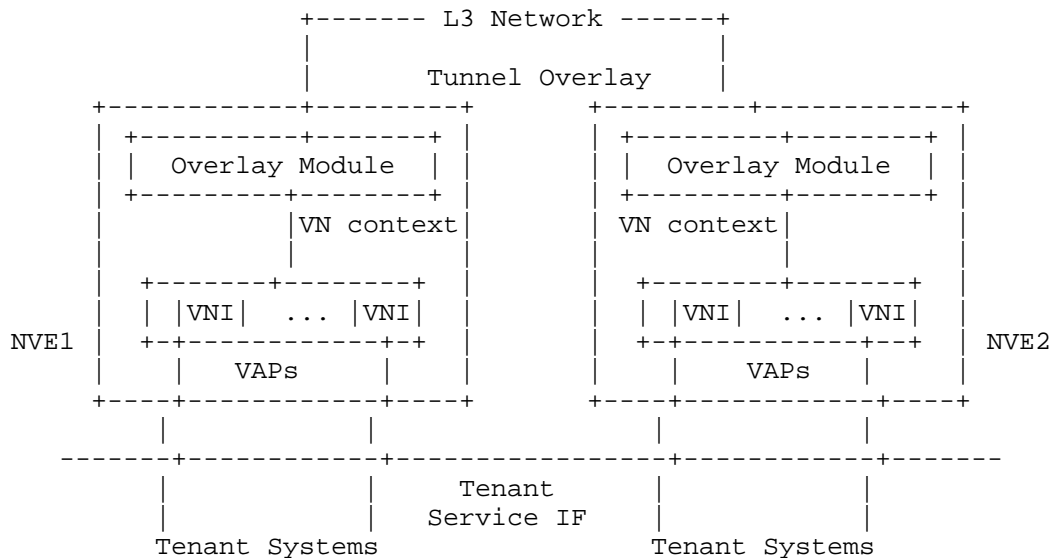 L3 Network
Tunnel Overlay
Overlay Module Overlay Module
VN context VN context
VNI ... VNI VNI ... VNI
NVE1 NVE2
VAPs VAPs
Tenant
Service IF
Tenant Systems Tenant Systems